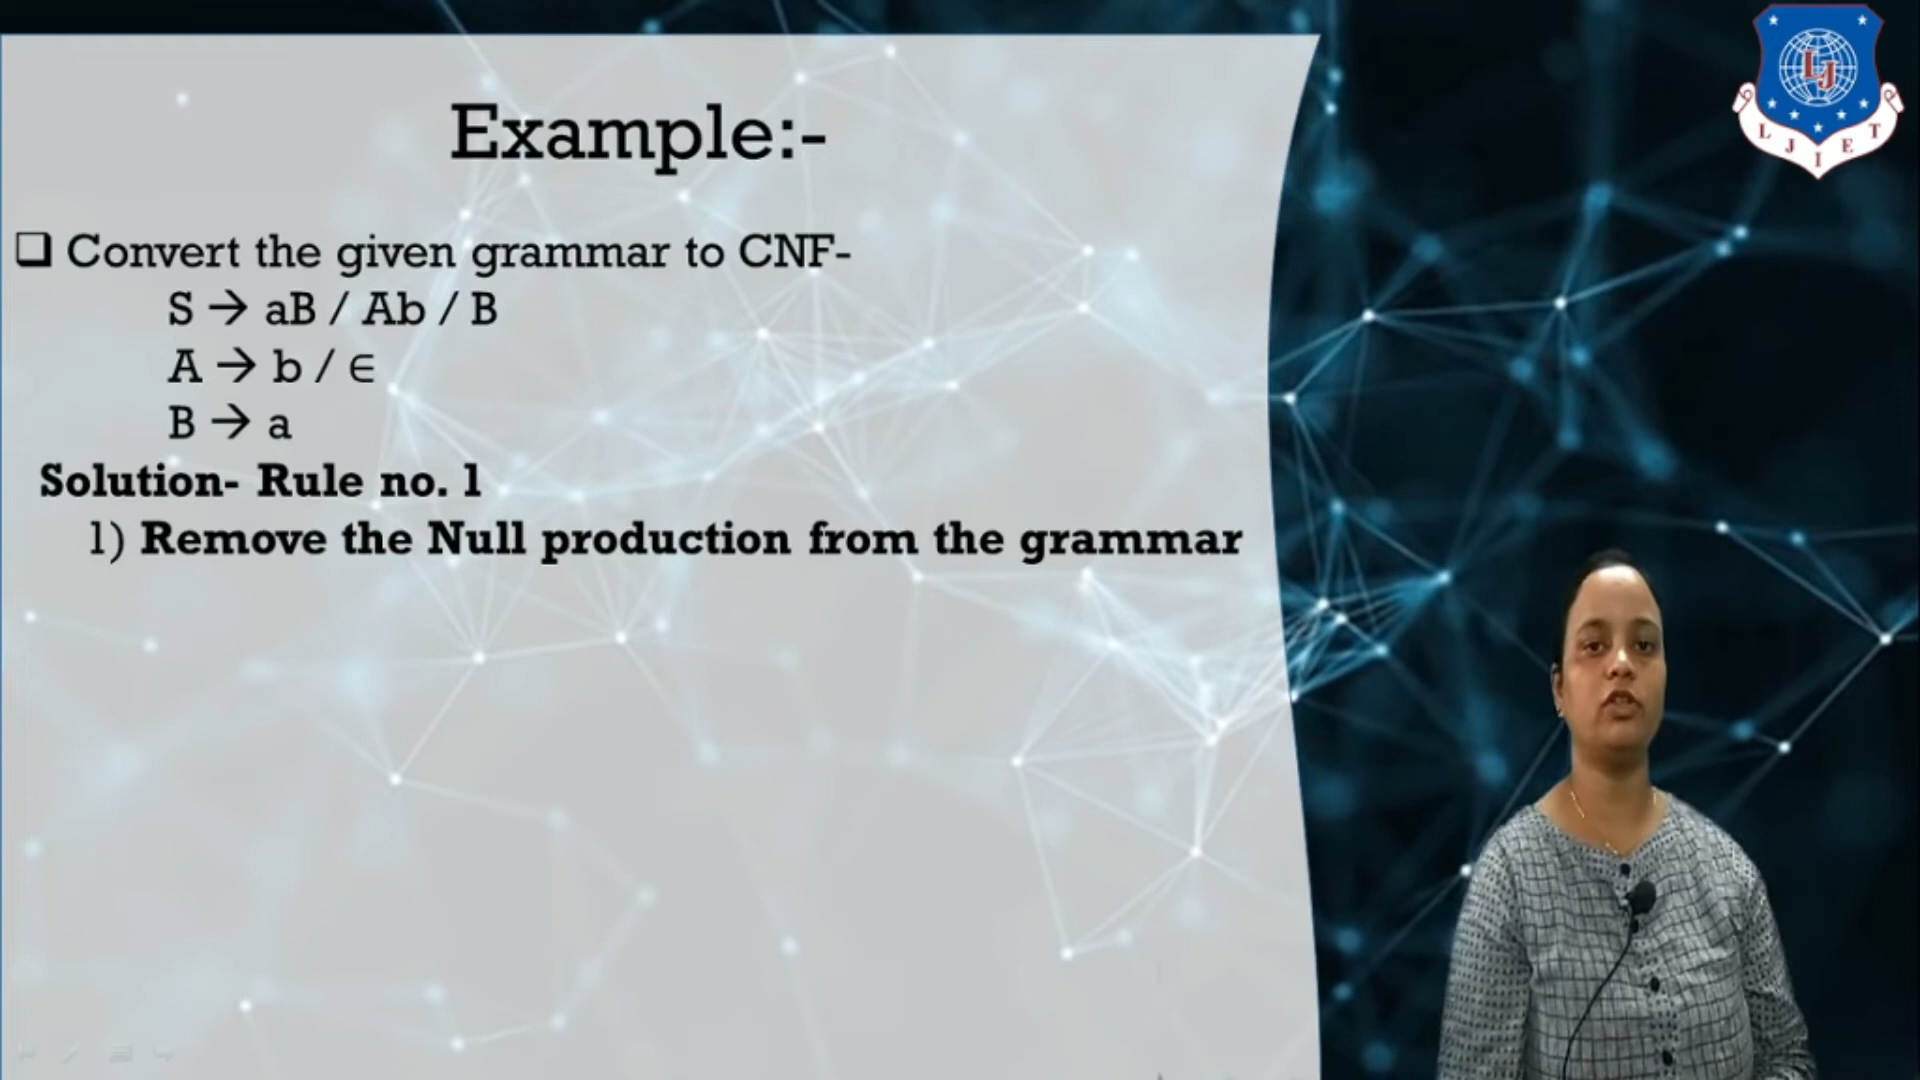 Example:-
❑ Convert the given grammar to CNF-
S → aB / Ab / B
A → b / ∈
B → a
Solution- Rule no. 1
1) Remove the Null production from the grammar
LJ
L J I E T